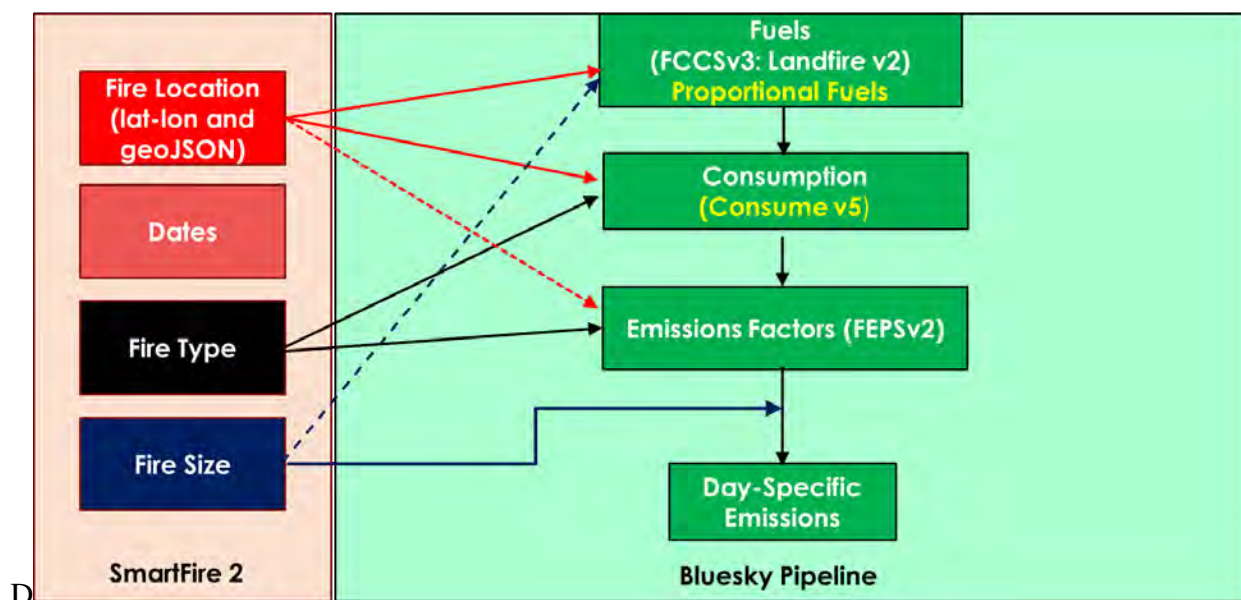 Fire Location
(lat-lon and
geoJSON)
Dates
Fire Type
Fire Size
SmartFire 2
Fuels
(FCCSv3: Landfire v2)
Proportional Fuels
Consumption
(Consume v5)
Emissions Factors (FEPSv2)
Day-Specific
Emissions
Bluesky Pipeline
D